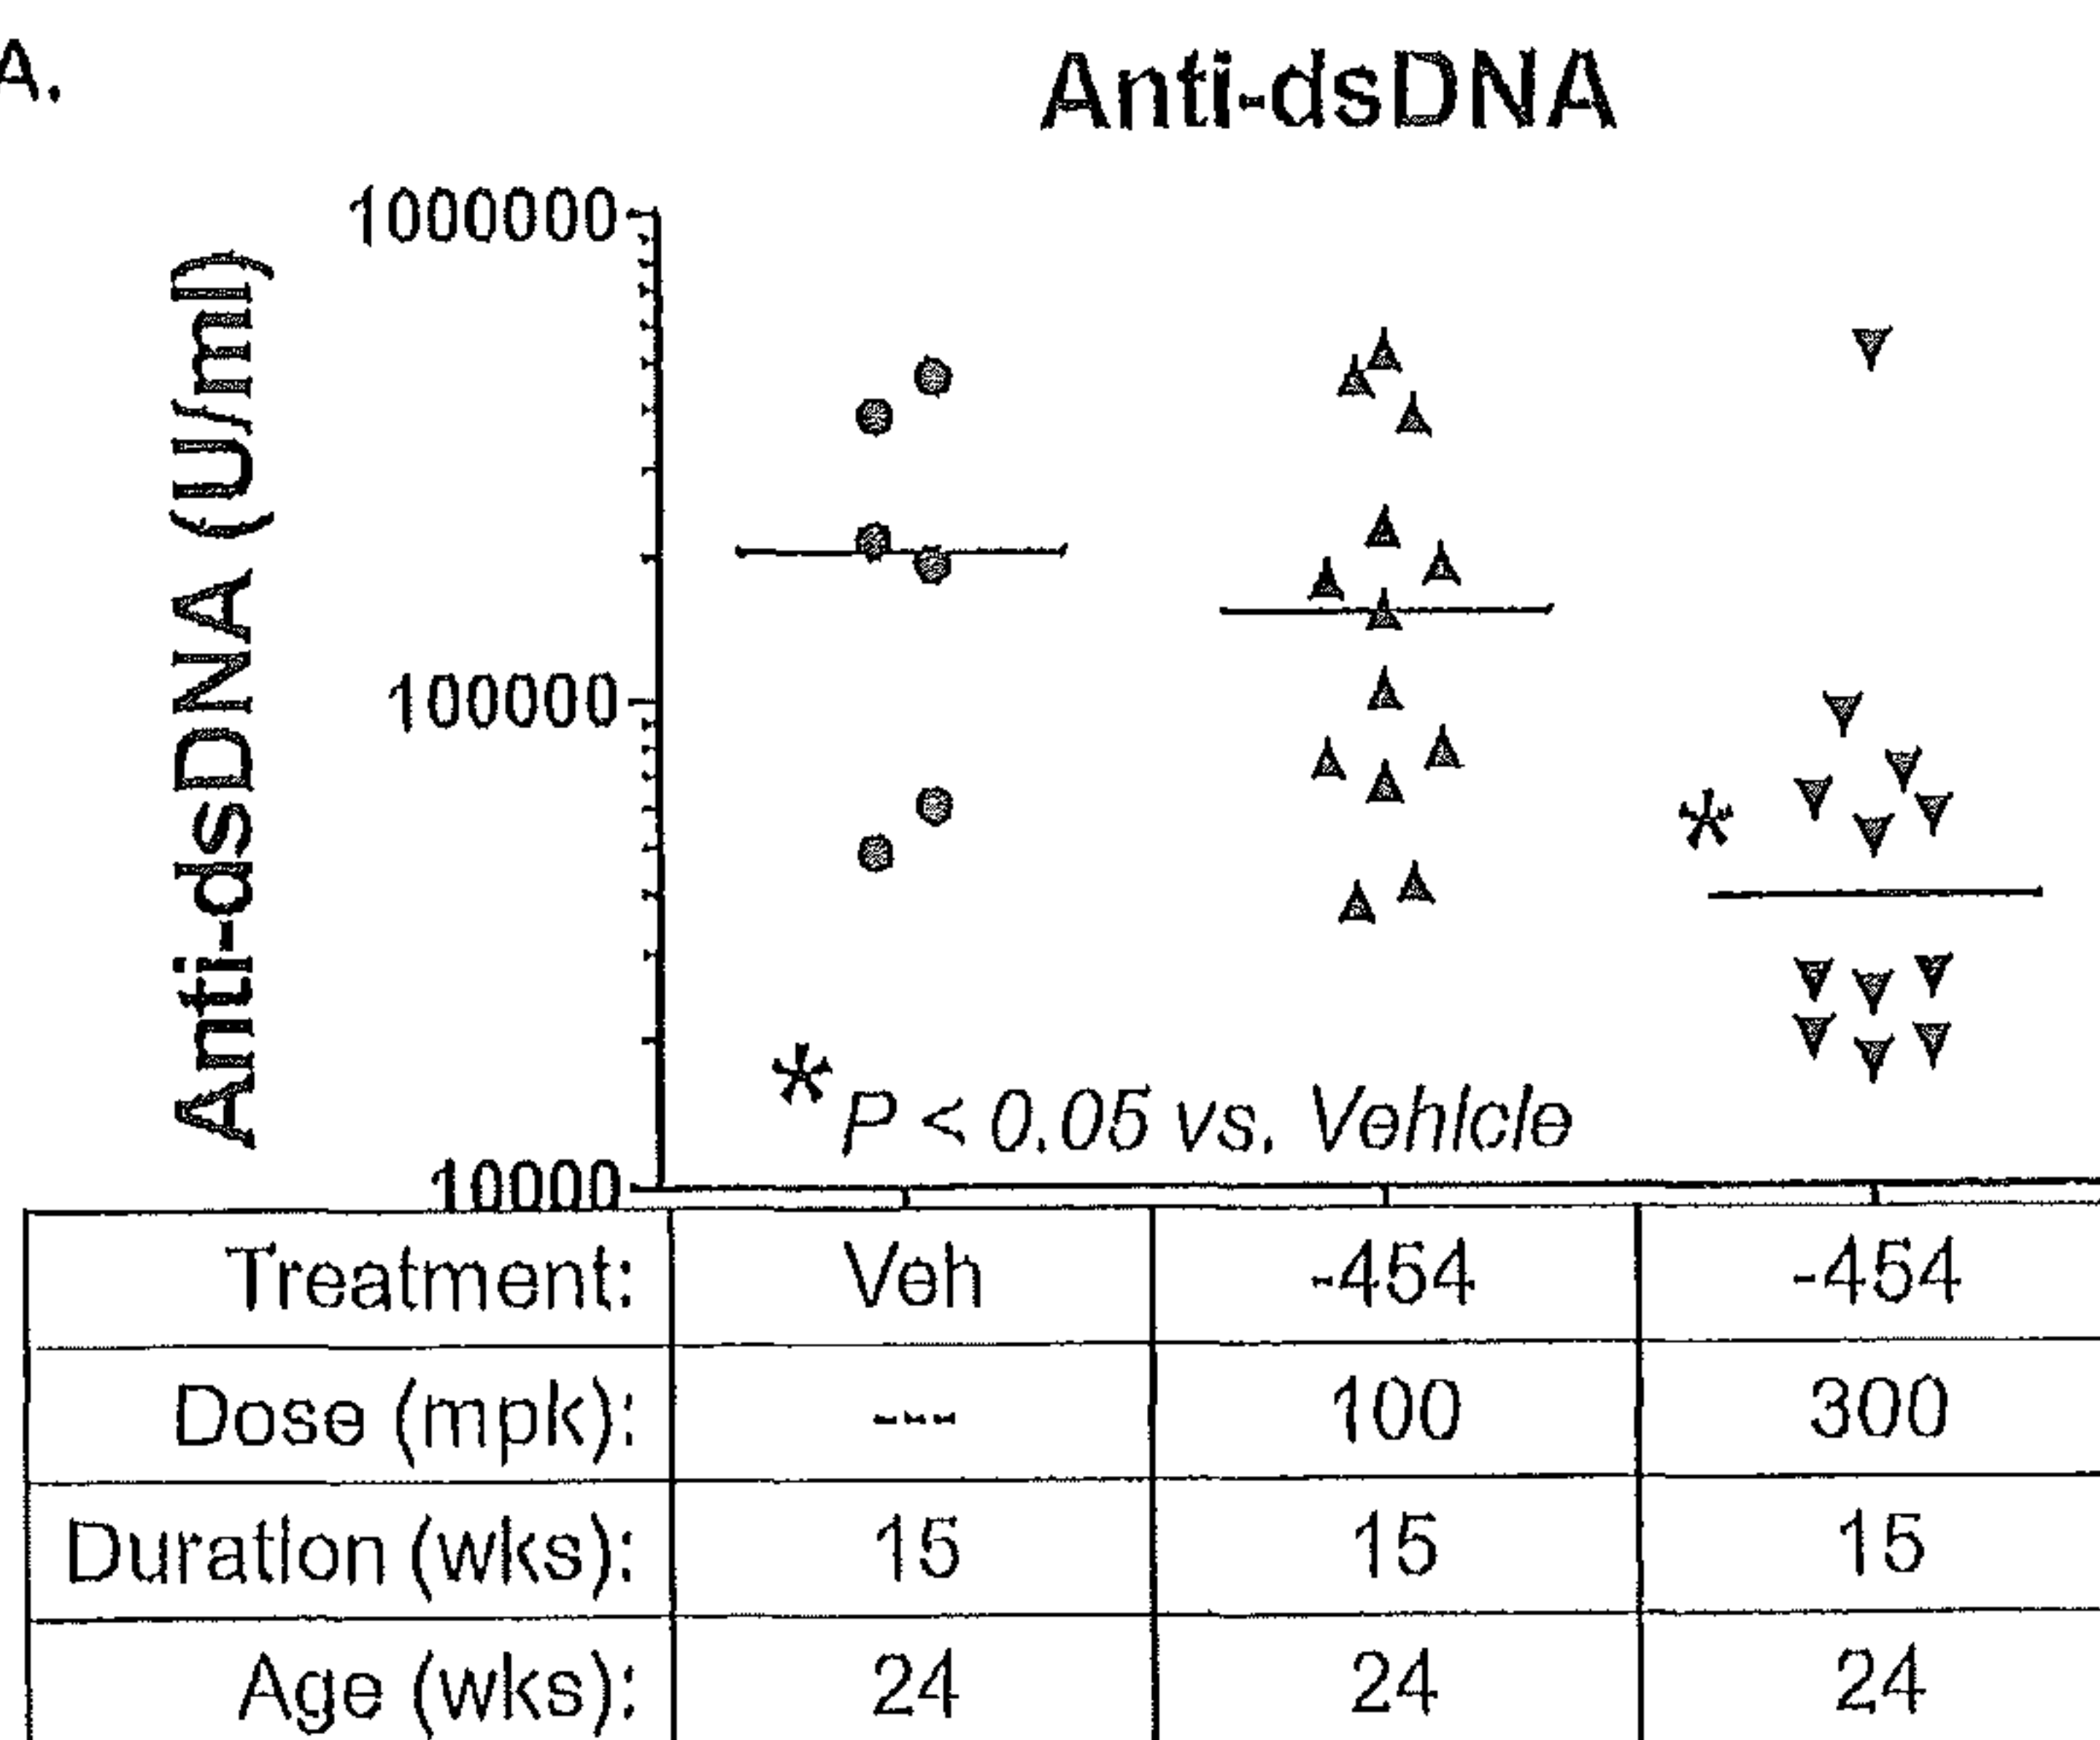 A.
Anti-dsDNA
Anti-dsDNA (U/ml)
1000000
100000
10000
*
* P < 0.05 vs. Vehicle
Treatment: Veh -454 -454
Dose (mpk): --- 100 300
Duration (wks): 15 15 15
Age (wks): 24 24 24